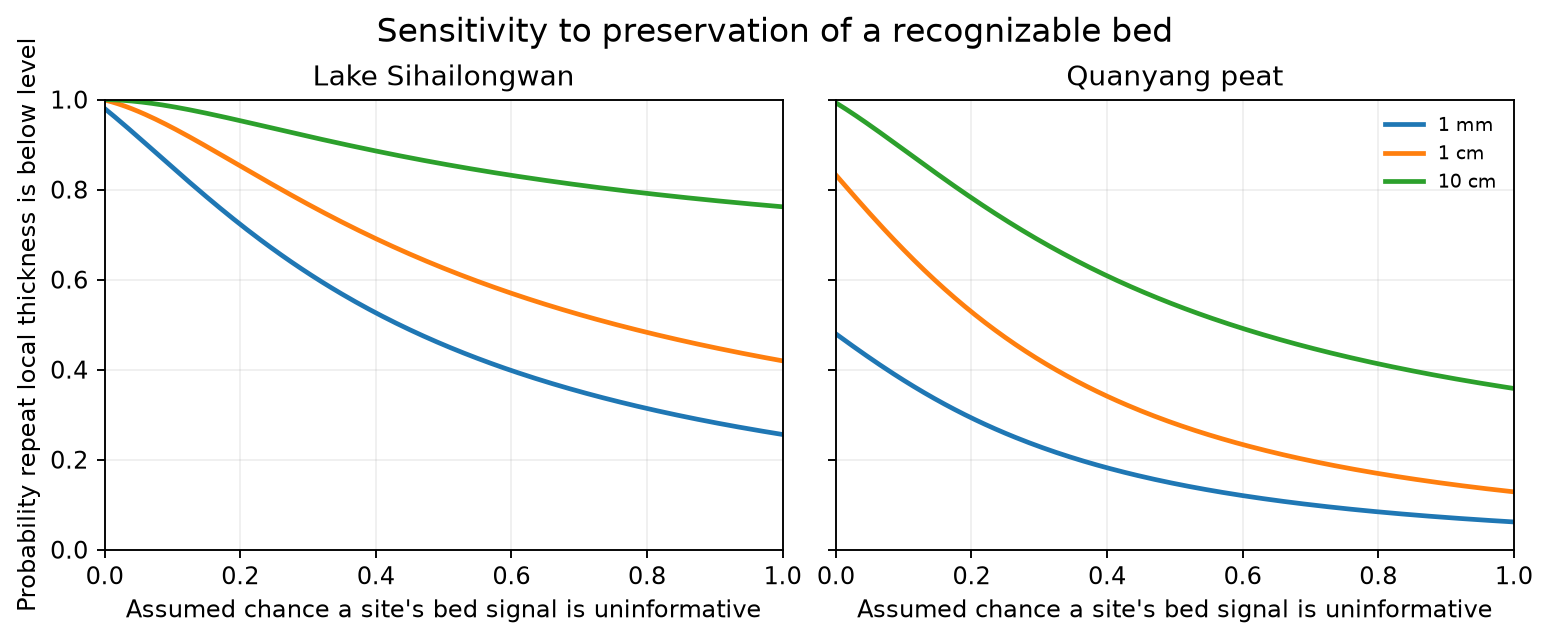 Sensitivity to preservation of a recognizable bed
Lake Sihailongwan
Probability repeat local thickness is below level
1.0
0.8
0.6
0.4
0.2
0.0
0.0 0.2 0.4 0.6 0.8 1.0
Assumed chance a site's bed signal is uninformative
Quanyang peat
1 mm
1 cm
10 cm
0.0 0.2 0.4 0.6 0.8 1.0
Assumed chance a site's bed signal is uninformative